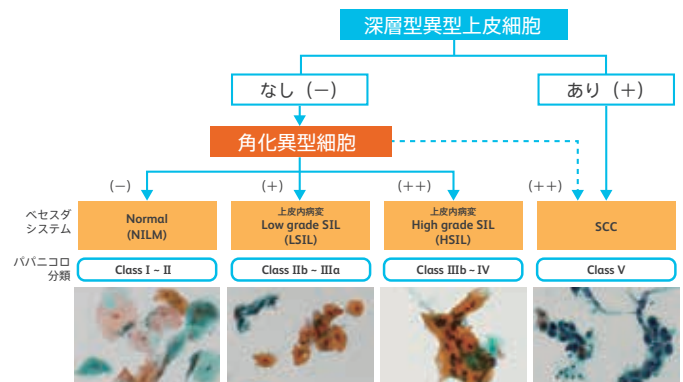 深層型異型上皮細胞
なし（－）
あり（＋）
角化異型細胞
（－）
（＋）
（＋＋）
（＋＋）
ベセスダ
システム
Normal
(NILM)
上皮内病変
Low grade SIL
(LSIL)
上皮内病変
High grade SIL
(HSIL)
SCC
パパニコロ
分類
Class I ~ II
Class IIb ~ IIIa
Class IIIb ~ IV
Class V